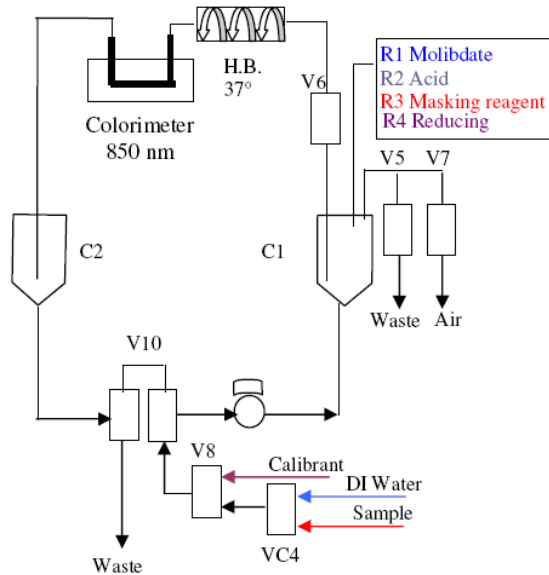 H.B.
37°
V6
R1 Molibdate
R2 Acid
R3 Masking reagent
R4 Reducing
Colorimeter
850 nm
V5
V7
C2
C1
Waste
Air
V10
V8
Calibrant
DI Water
Sample
VC4
Waste